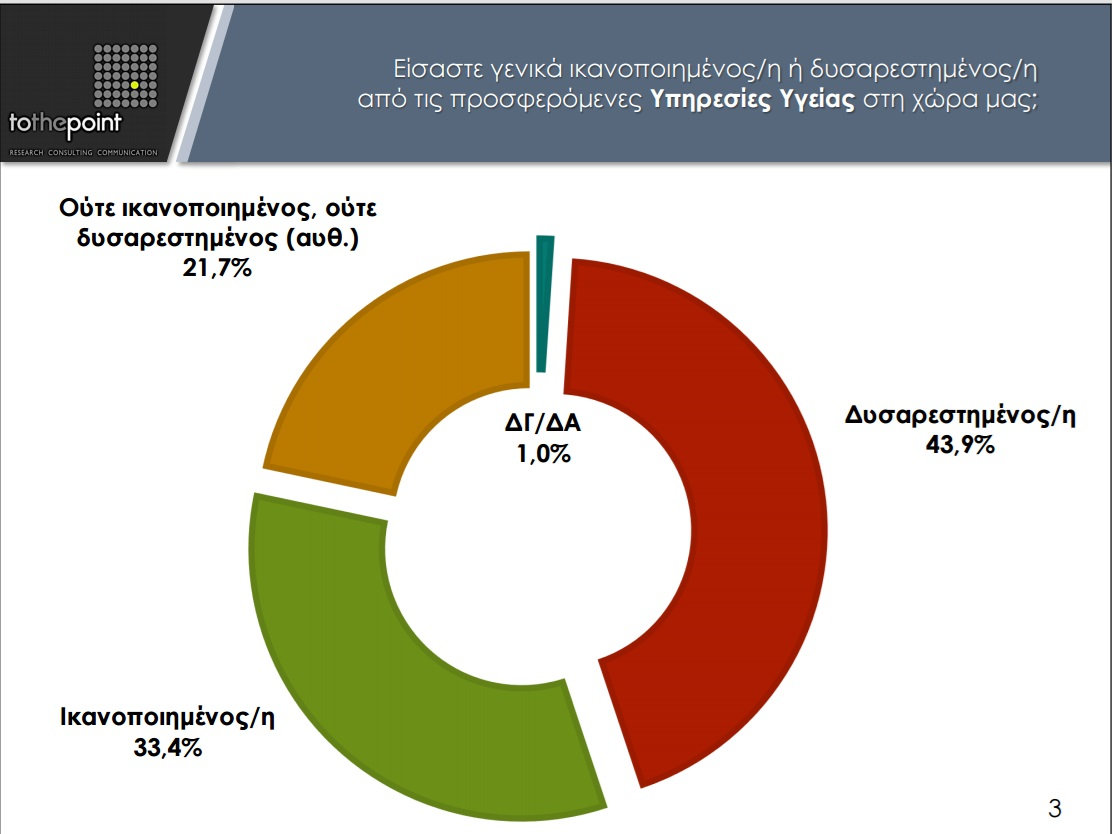 tothepoint
RESEARCH CONSULTING COMMUNICATION
Είσαστε γενικά ικανοποιημένος/η ή δυσαρεστημένος/η
από τις προσφερόμενες Υπηρεσίες Υγείας στη χώρα μας;
Ούτε ικανοποιημένος, ούτε
δυσαρεστημένος (αυθ.)
21,7%
ΔΓ/ΔΑ
1,0%
Δυσαρεστημένος/η
43,9%
Ικανοποιημένος/η
33,4%
3